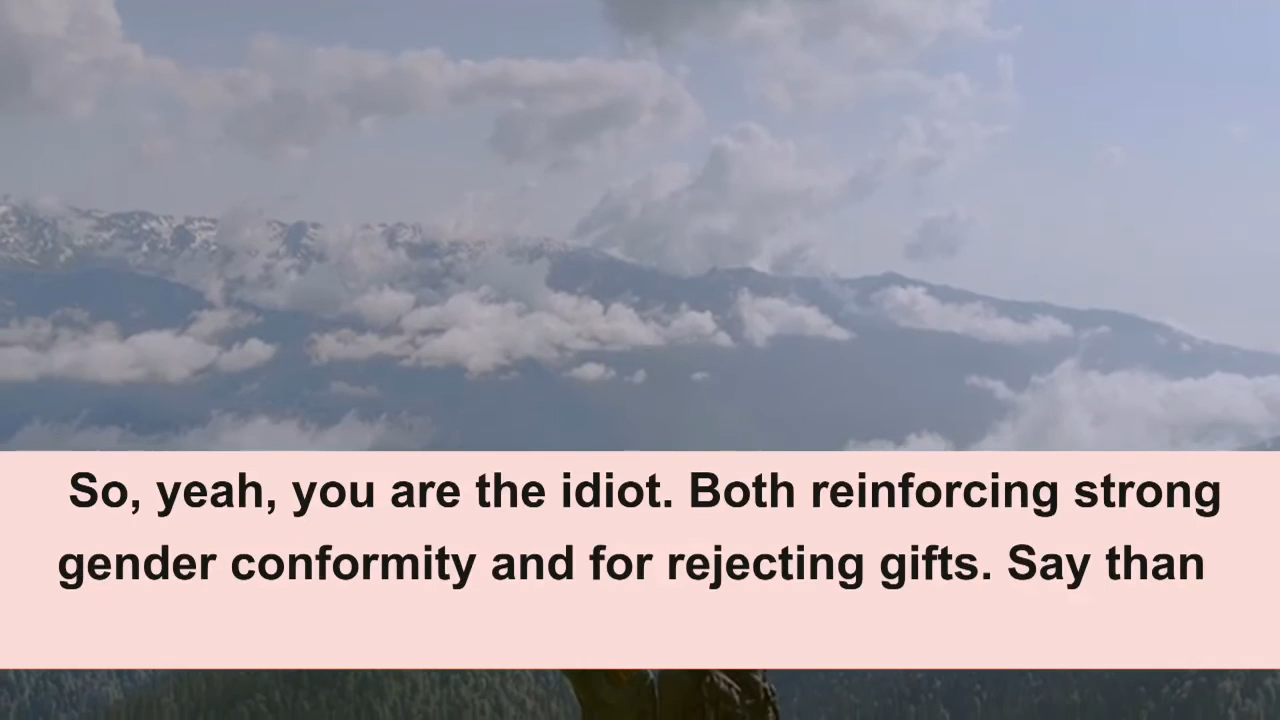 So, yeah, you are the idiot. Both reinforcing strong
gender conformity and for rejecting gifts. Say than